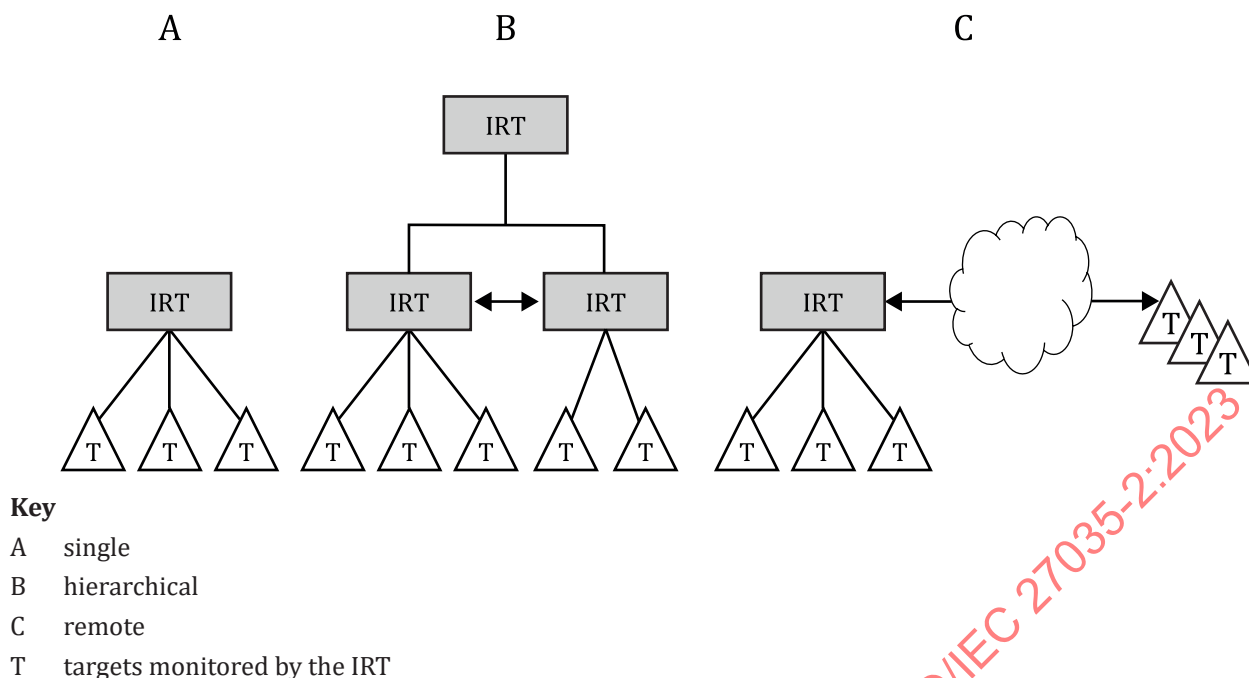 A B C
IRT
IRT IRT IRT IRT
T
T
T
T T T T T T T T T T T
Key
A single
B hierarchical
C remote
T targets monitored by the IRT
/IEC 27035-2:2023